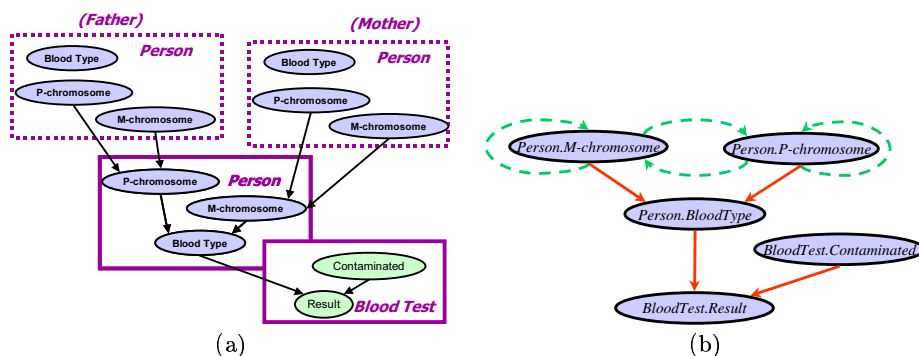 (Father)
(Mother)
Blood Type
Person
P-chromosome
M-chromosome
Blood Type
Person
P-chromosome
M-chromosome
P-chromosome
Person
M-chromosome
Blood Type
Contaminated
Result
Blood Test
(a)
Person.M-chromosome
Person.P-chromosome
Person.BloodType
BloodTest.Contaminated
BloodTest.Result
(b)